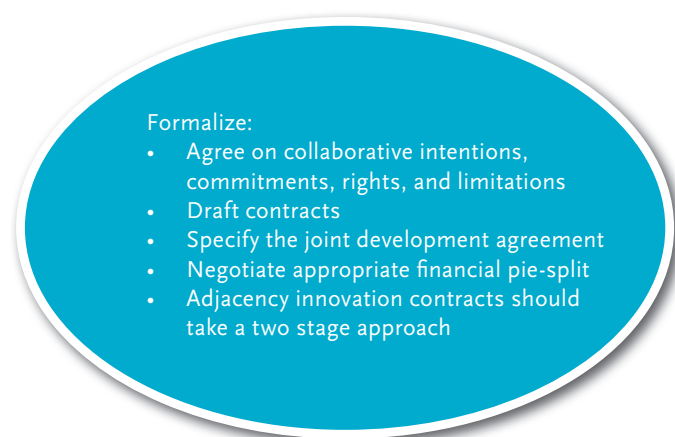 Formalize:
• Agree on collaborative intentions,
commitments, rights, and limitations
• Draft contracts
• Specify the joint development agreement
• Negotiate appropriate financial pie-split
• Adjacency innovation contracts should
take a two stage approach